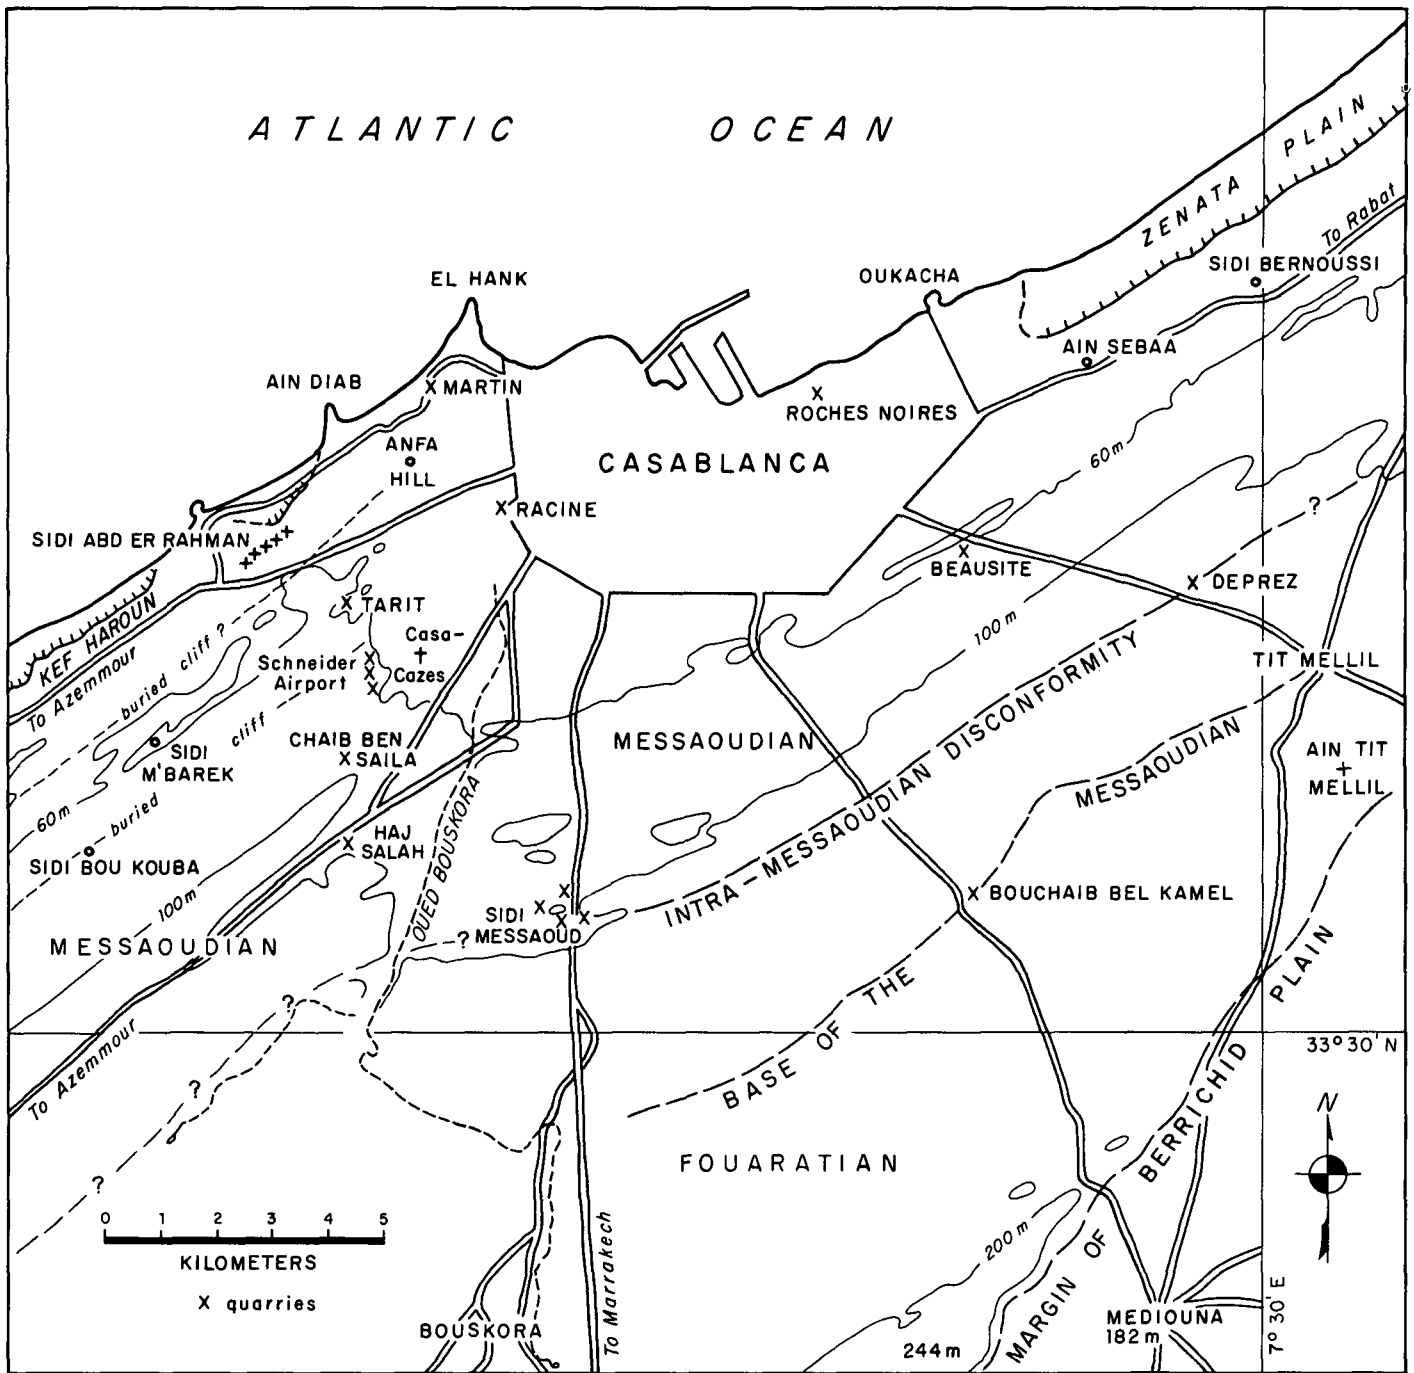 ATLANTIC OCEAN
ZENATA PLAIN
To Rabat
SIDI BERNOUSSI
EL HANK
OUKACHA
AIN SEBAA
AIN DIAB
X MARTIN
X
ROCHES NOIRES
ANFA
HILL
CASABLANCA
60m
X RACINE
?
SIDI ABD ER RAHMAN
X X X X X
X
BEAUSITE
X DEPREZ
KEF HAROUN
X TARIT
Casa-
Cazes
100 m
To Azemmour
buried cliff ?
Schneider
Airport
X
X
X
TIT MELLIL
CHAIB BEN
X SAILA
MESSAOUDIAN
SIDI
M'BAREK
buried cliff
60m
AIN TIT
MELLIL
INTRA-MESSAOUDIAN DISCONFORMITY
BASE OF THE MESSAOUDIAN
HAJ
X SALAH
OUED BOUSKORA
SIDI BOU KOUBA
100m
X BOUCHAIB BEL KAMEL
X
X X X
SIDI
? MESSAOUD
MESSAOUDIAN
?
To Azemmour
33° 30' N
?
?
N
FOUARATIAN
MARGIN OF BERRICHID PLAIN
0 1 2 3 4 5
KILOMETERS
X quarries
To Marrakech
200 m
7° 30' E
BOUSKORA
MEDIOUNA
182 m
244 m